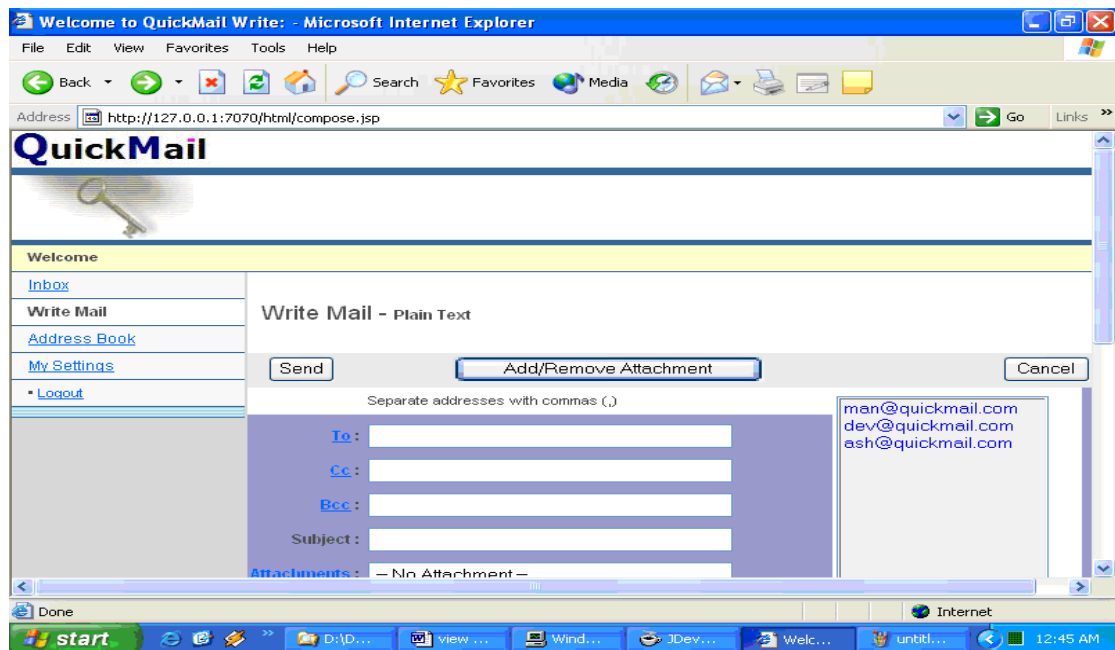 Welcome to QuickMail Write: - Microsoft Internet Explorer
File Edit View Favorites Tools Help
Back Search Favorites Media
Address http://127.0.0.1:7070/html/compose.jsp Go Links »
QuickMail
Welcome
Inbox
Write Mail
Address Book
My Settings
• Logout
Write Mail - Plain Text
Send Add/Remove Attachment Cancel
Separate addresses with commas (,)
To :
Cc :
Bcc :
Subject :
Attachments : -- No Attachment --
man@quickmail.com
dev@quickmail.com
ash@quickmail.com
Done Internet
start » D:\D... view ... Wind... JDev... Welc... untitl... 12:45 AM